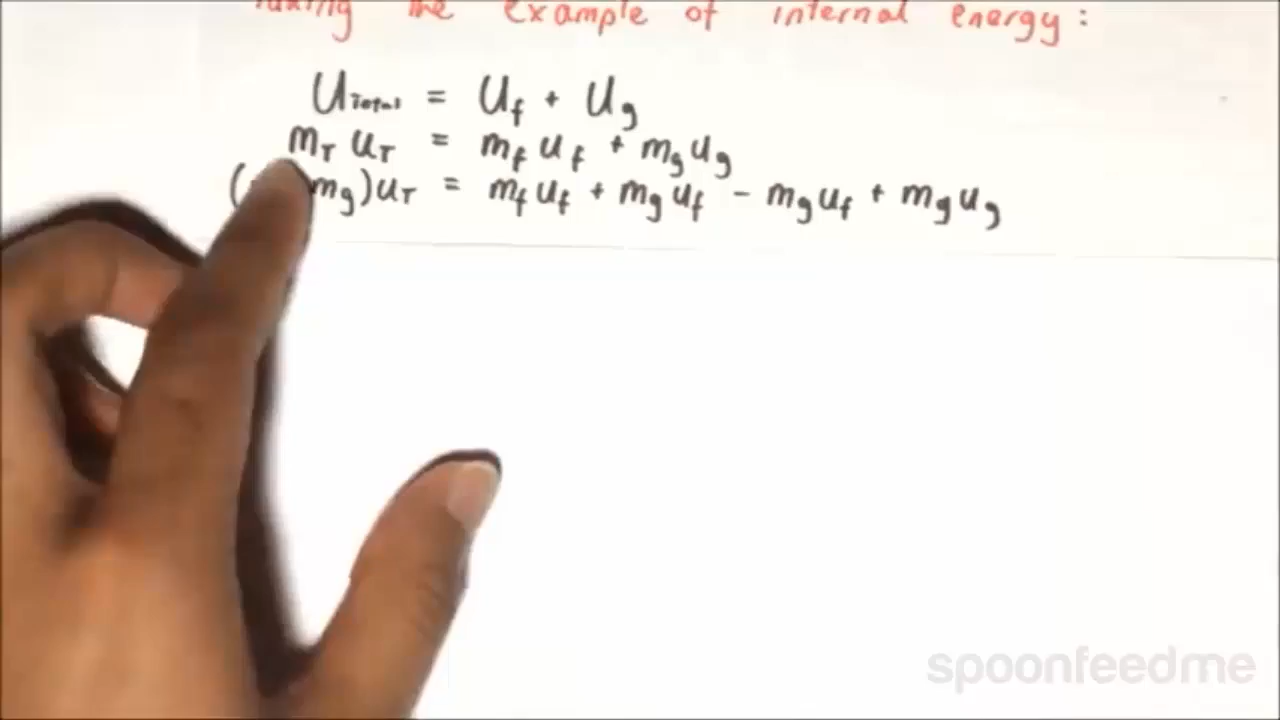 the example of internal energy:
U_Total = U_f + U_g
m_T u_T = m_f u_f + m_g u_g
( m_g)u_T = m_f u_f + m_g u_f - m_g u_f + m_g u_g
spoonfeedme